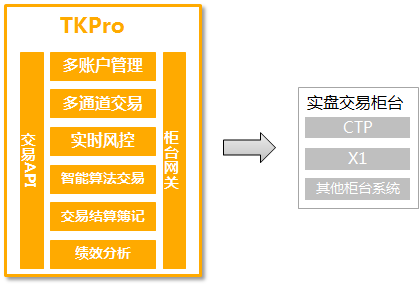 TKPro
交易API
多账户管理
多通道交易
实时风控
智能算法交易
交易结算簿记
绩效分析
柜台网关
实盘交易柜台
CTP
X1
其他柜台系统